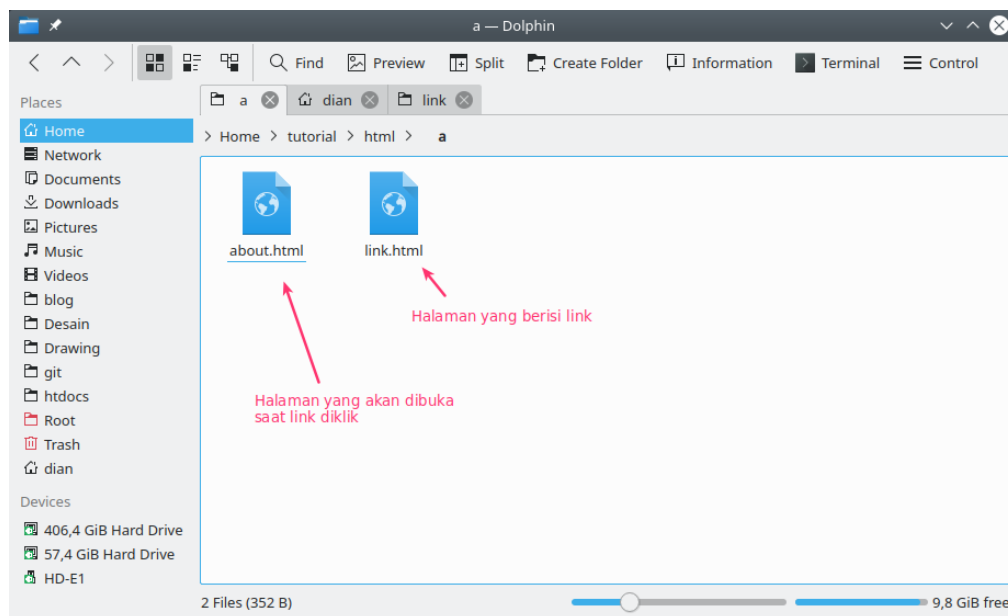 a — Dolphin
Find
Preview
Split
Create Folder
Information
Terminal
Control
Places
Home
Network
Documents
Downloads
Pictures
Music
Videos
blog
Desain
Drawing
git
htdocs
Root
Trash
dian
Devices
406,4 GiB Hard Drive
57,4 GiB Hard Drive
HD-E1
a
dian
link
> Home > tutorial > html > a
about.html
link.html
Halaman yang berisi link
Halaman yang akan dibuka
saat link diklik
2 Files (352 B)
9,8 GiB free